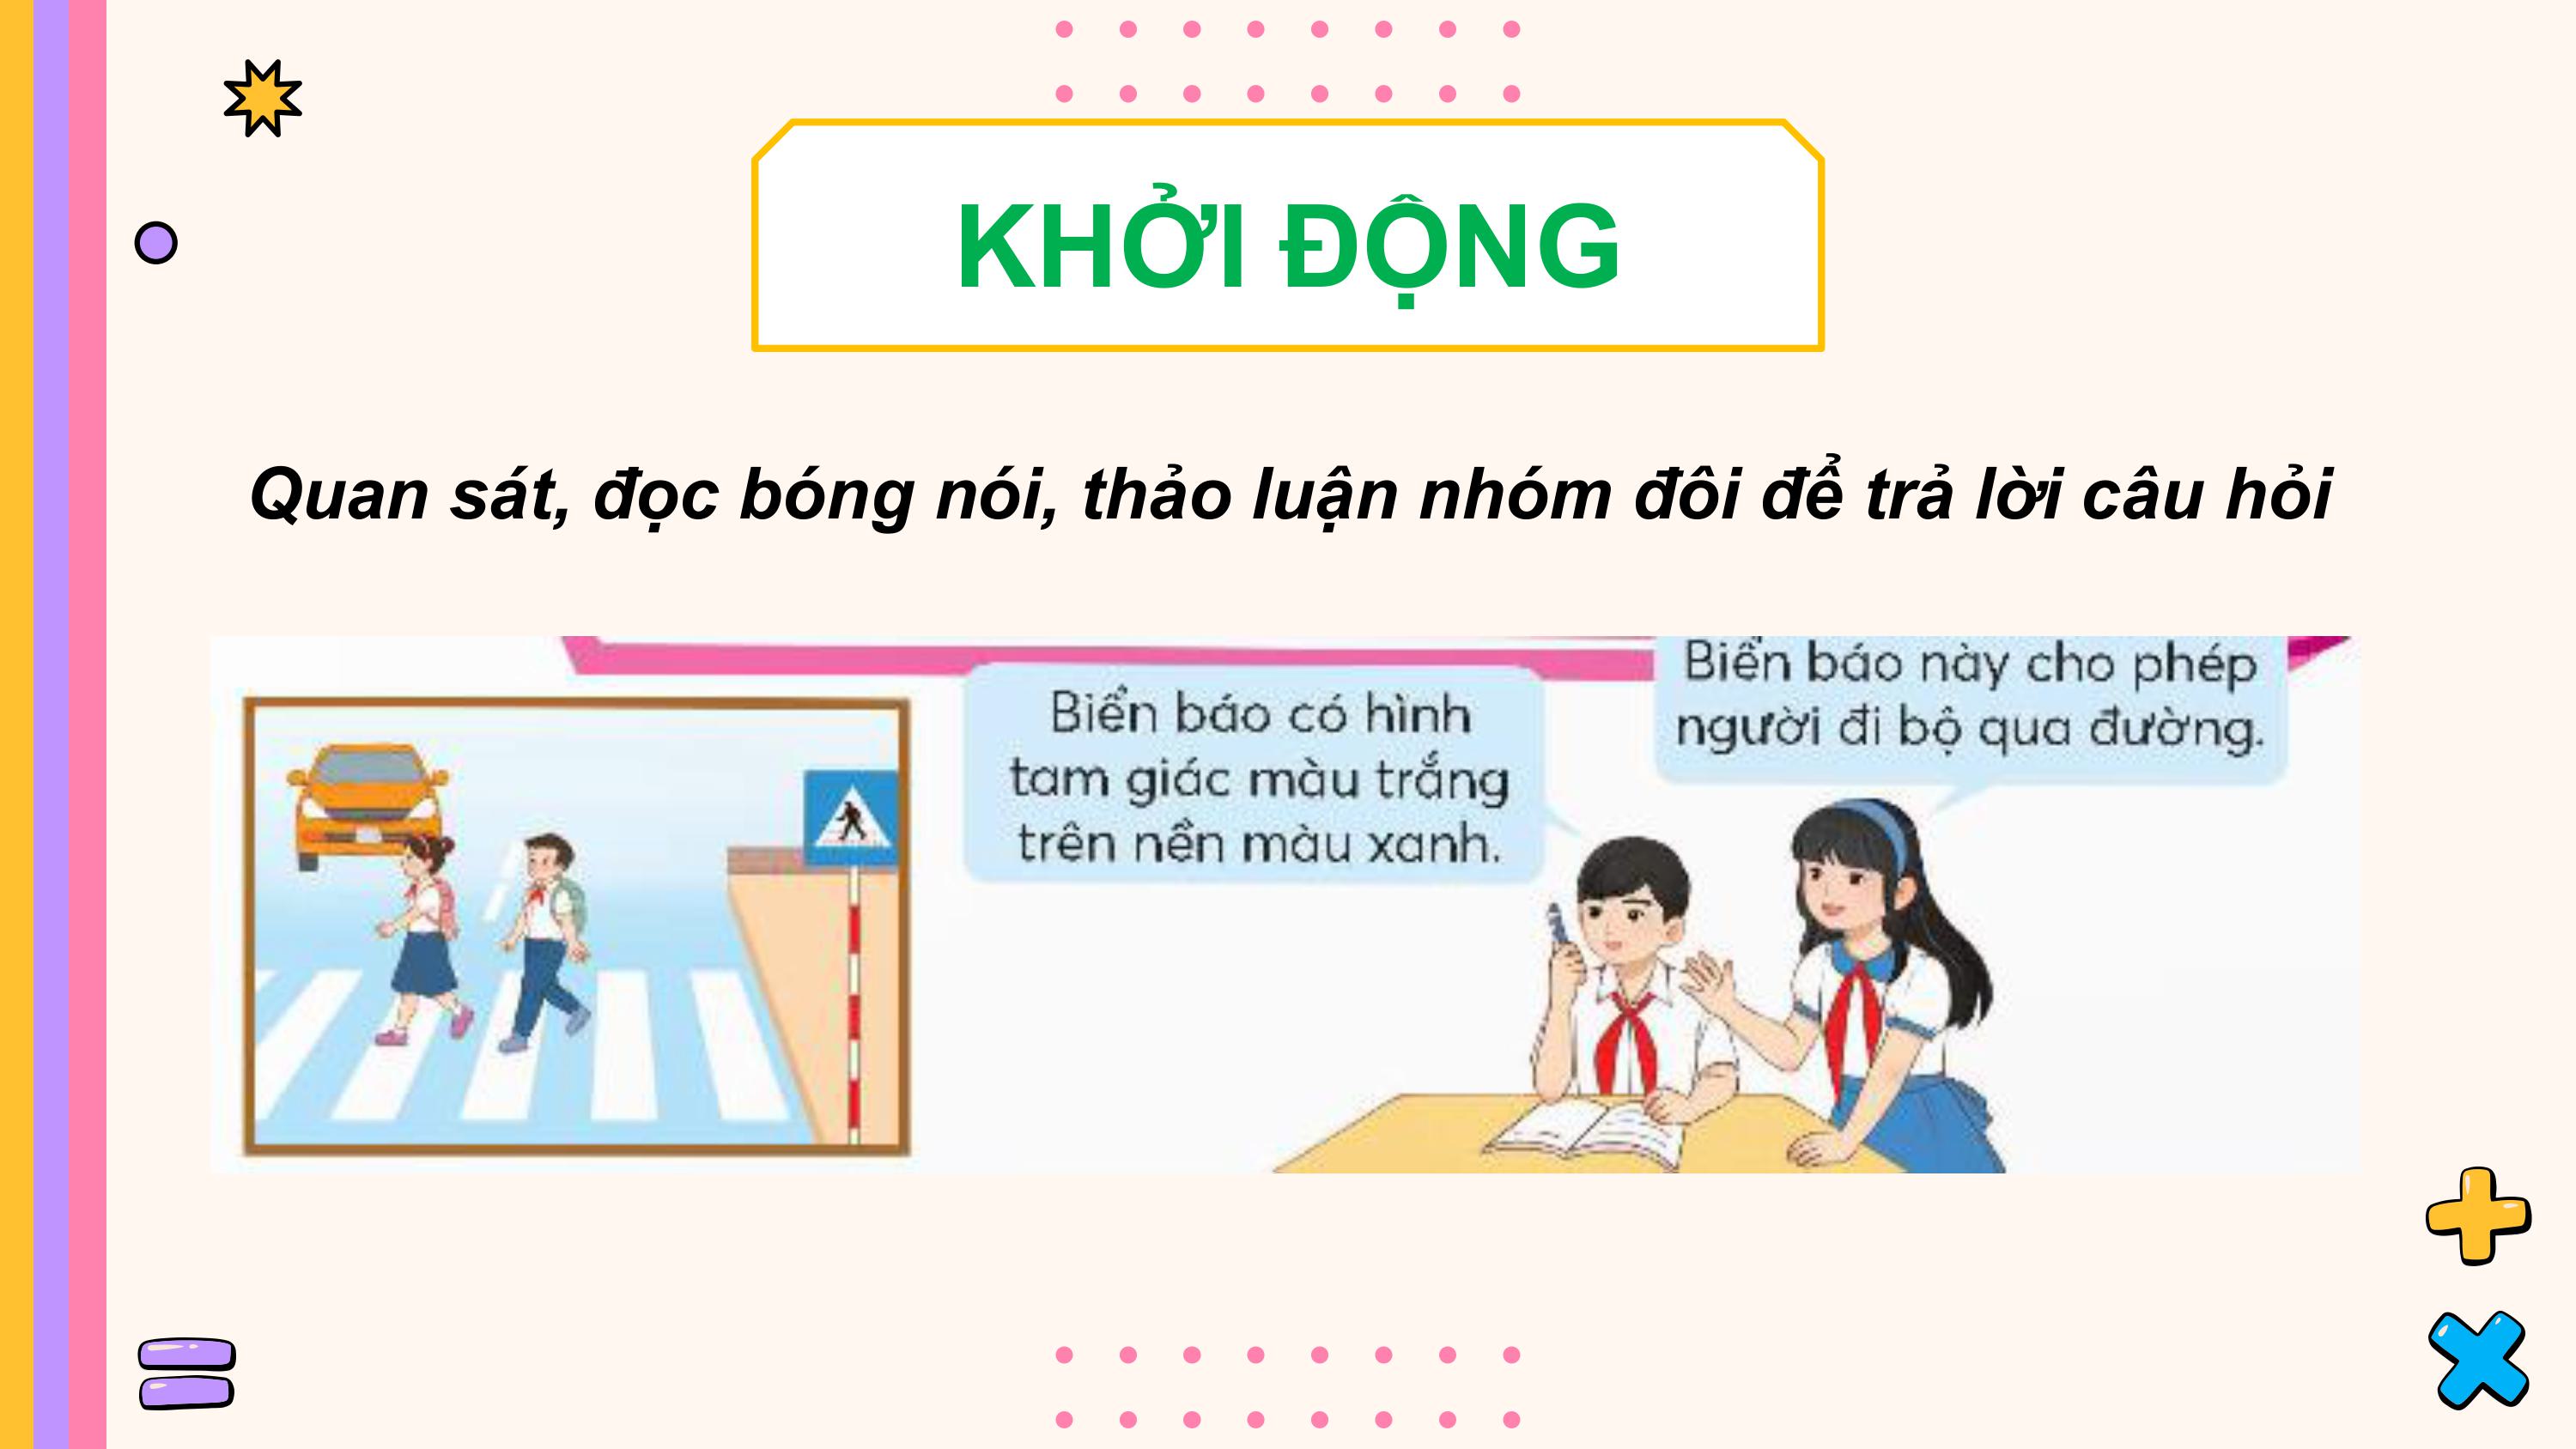 KHỞI ĐỘNG
Quan sát, đọc bóng nói, thảo luận nhóm đôi để trả lời câu hỏi
Biển báo có hình
tam giác màu trắng
trên nền màu xanh.
Biển báo này cho phép
người đi bộ qua đường.